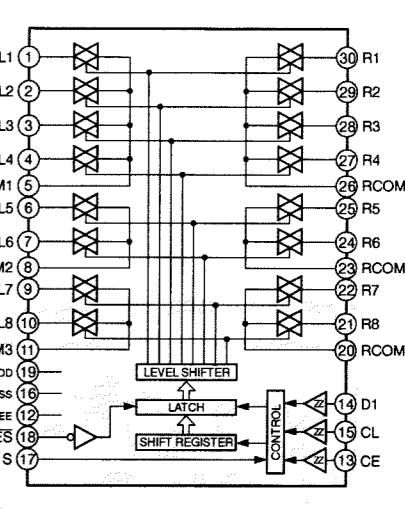 L1 1 30 R1
L2 2 29 R2
L3 3 28 R3
L4 4 27 R4
M1 5 26 RCOM
L5 6 25 R5
L6 7 24 R6
M2 8 23 RCOM
L7 9 22 R7
L8 10 21 R8
M3 11 20 RCOM
DD 19
LEVEL SHIFTER
SS 16
LATCH
14 D1
EE 12
CONTROL
ES 18
SHIFT REGISTER
15 CL
S 17
13 CE